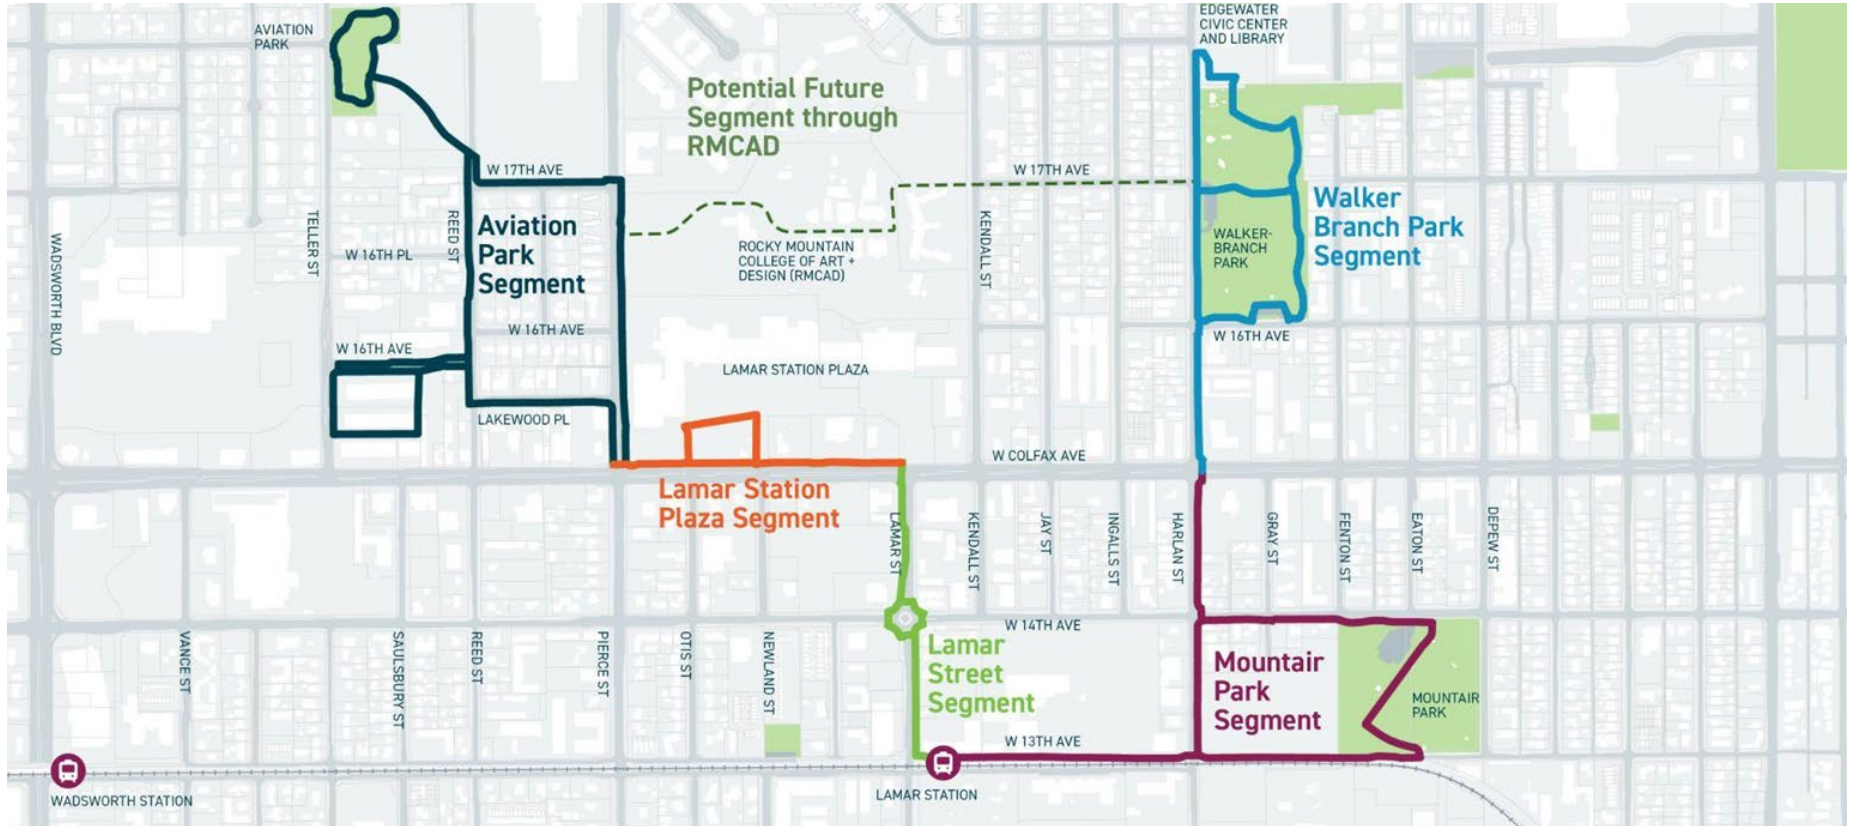 AVIATION
PARK
EDGEWATER
CIVIC CENTER
AND LIBRARY
Potential Future
Segment through
RMCAD
W 17TH AVE
W 17TH AVE
TELLER ST
REED ST
Aviation
Park
Segment
W 16TH PL
WADSWORTH BLVD
ROCKY MOUNTAIN
COLLEGE OF ART +
DESIGN (RMCAD)
KENDALL ST
WALKER-
BRANCH
PARK
Walker
Branch Park
Segment
W 16TH AVE
W 16TH AVE
W 16TH AVE
LAMAR STATION PLAZA
LAKEWOOD PL
W COLFAX AVE
Lamar Station
Plaza Segment
LAMAR ST
KENDALL ST
JAY ST
INGALLS ST
HARLAN ST
GRAY ST
FENTON ST
EATON ST
DEPEW ST
W 14TH AVE
VANCE ST
SAULSBURY ST
REED ST
PIERCE ST
OTIS ST
NEWLAND ST
Lamar
Street
Segment
Mountair
Park
Segment
MOUNTAIR
PARK
W 13TH AVE
WADSWORTH STATION
LAMAR STATION